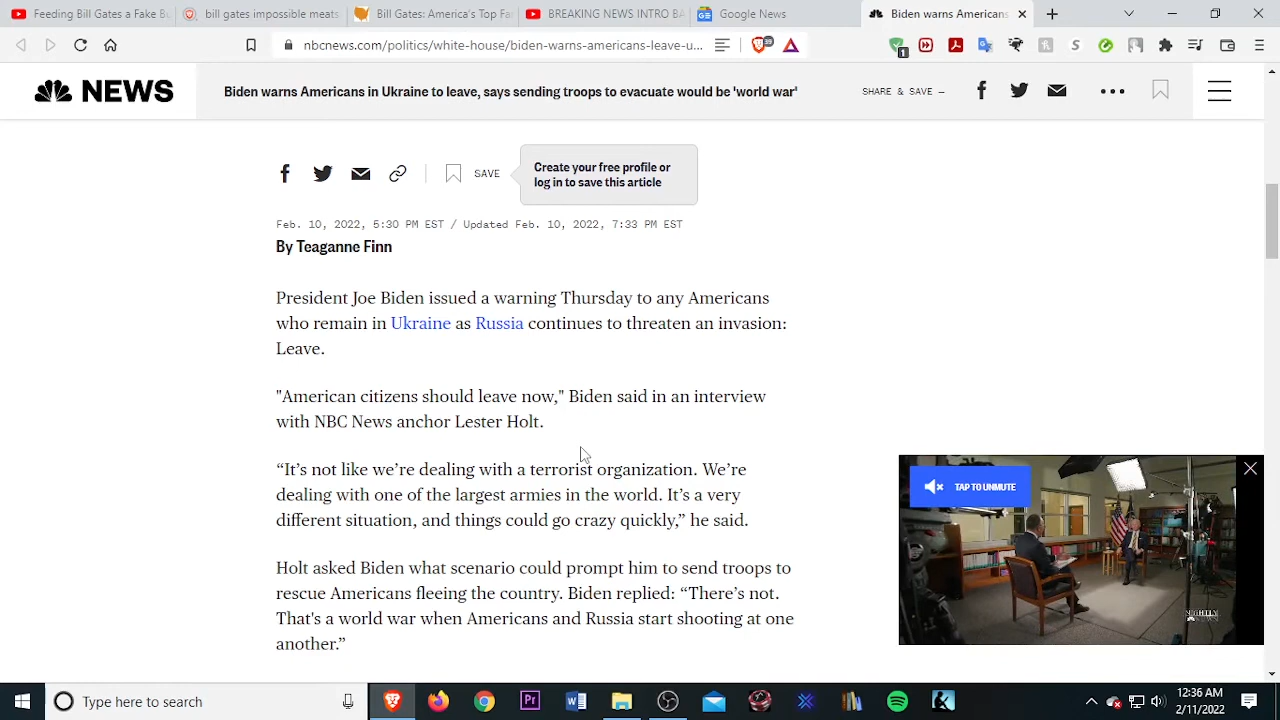 Feeding Bill Gates a Fake Bu
bill gates impossible meats
Bill Gates: America's Top Fa
BREAKING NEWS INTRO BA
Google News
Biden warns Americans
nbcnews.com/politics/white-house/biden-warns-americans-leave-u...
NEWS
Biden warns Americans in Ukraine to leave, says sending troops to evacuate would be 'world war'
SHARE & SAVE —
SAVE
Create your free profile or
log in to save this article
Feb. 10, 2022, 5:30 PM EST / Updated Feb. 10, 2022, 7:33 PM EST
By Teaganne Finn
President Joe Biden issued a warning Thursday to any Americans
who remain in Ukraine as Russia continues to threaten an invasion:
Leave.
"American citizens should leave now," Biden said in an interview
with NBC News anchor Lester Holt.
“It’s not like we’re dealing with a terrorist organization. We’re
dealing with one of the largest armies in the world. It’s a very
different situation, and things could go crazy quickly,” he said.
TAP TO UNMUTE
Holt asked Biden what scenario could prompt him to send troops to
rescue Americans fleeing the country. Biden replied: “There’s not.
That's a world war when Amercans and Russia start shooting at one
another.”
NIGHTLY
NEWS
Type here to search
12:36 AM
2/11/2022